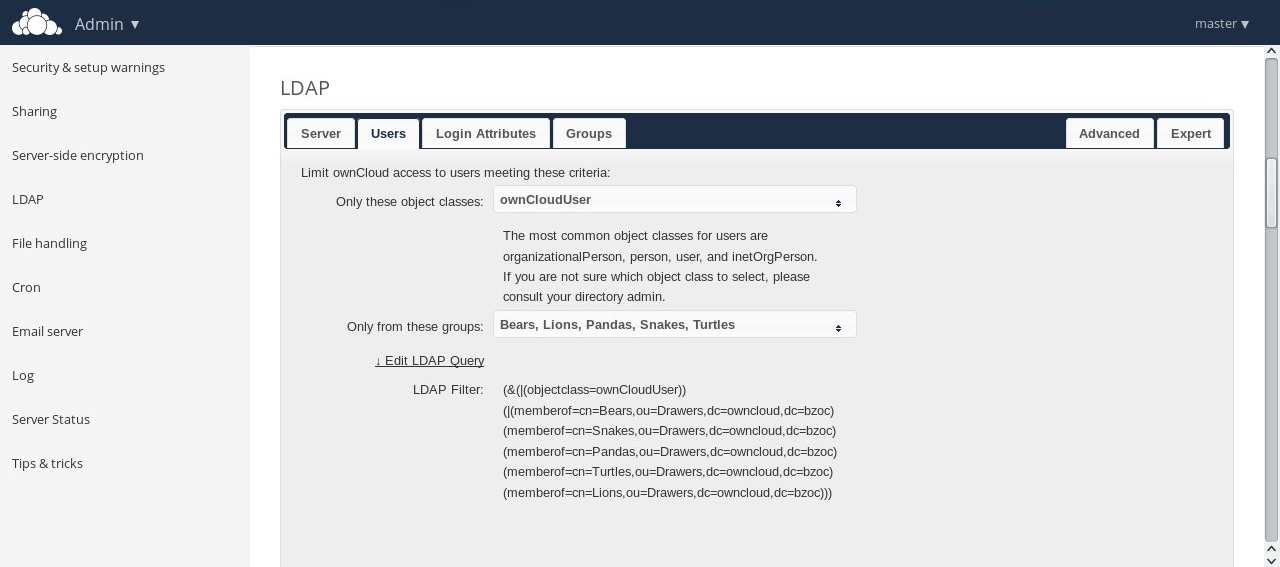 Admin ▼
master ▼
Security & setup warnings
Sharing
Server-side encryption
LDAP
File handling
Cron
Email server
Log
Server Status
Tips & tricks
LDAP
Server Users Login Attributes Groups Advanced Expert
Limit ownCloud access to users meeting these criteria:
Only these object classes: ownCloudUser
The most common object classes for users are
organizationalPerson, person, user, and inetOrgPerson.
If you are not sure which object class to select, please
consult your directory admin.
Only from these groups: Bears, Lions, Pandas, Snakes, Turtles
↓ Edit LDAP Query
LDAP Filter: (&(|(objectclass=ownCloudUser))
(|(memberof=cn=Bears,ou=Drawers,dc=owncloud,dc=bzoc)
(memberof=cn=Snakes,ou=Drawers,dc=owncloud,dc=bzoc)
(memberof=cn=Pandas,ou=Drawers,dc=owncloud,dc=bzoc)
(memberof=cn=Turtles,ou=Drawers,dc=owncloud,dc=bzoc)
(memberof=cn=Lions,ou=Drawers,dc=owncloud,dc=bzoc)))